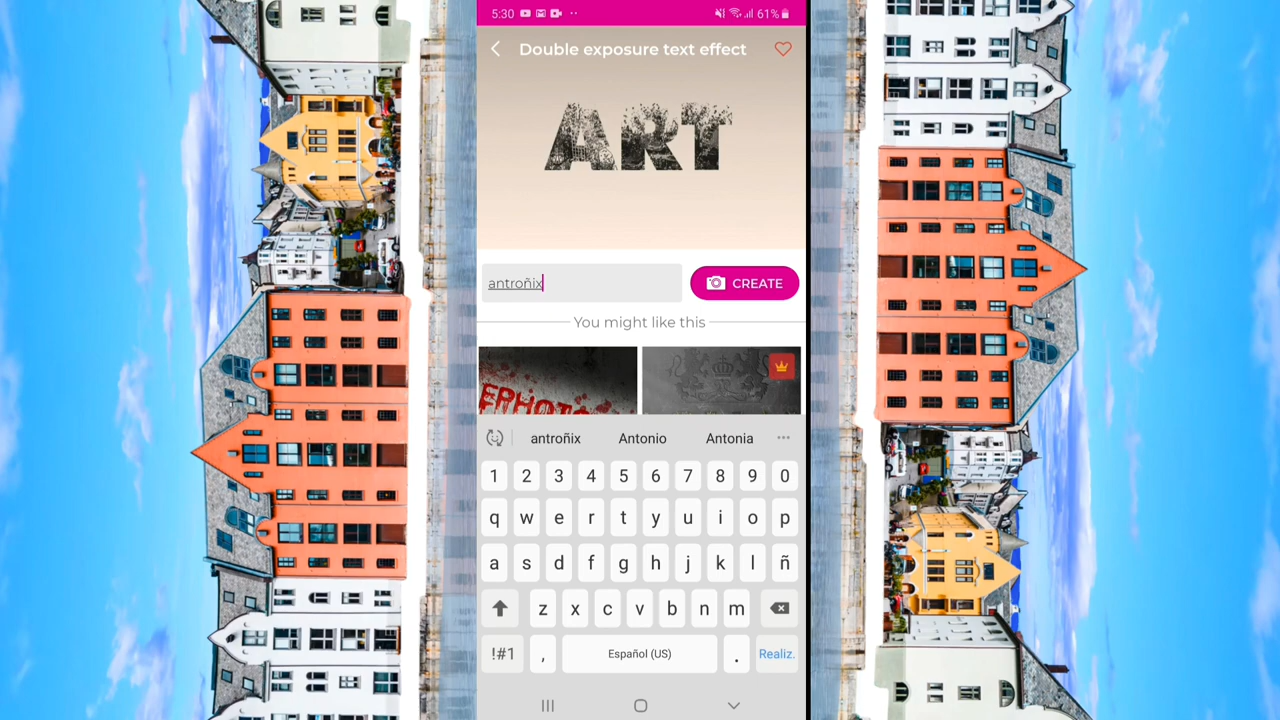 5:30 61%
Double exposure text effect
ART
antroñix CREATE
You might like this
ERHOTO
antroñix Antonio Antonia
1 2 3 4 5 6 7 8 9 0
q w e r t y u i o p
a s d f g h j k l ñ
z x c v b n m
!#1 , Español (US) . Realiz.